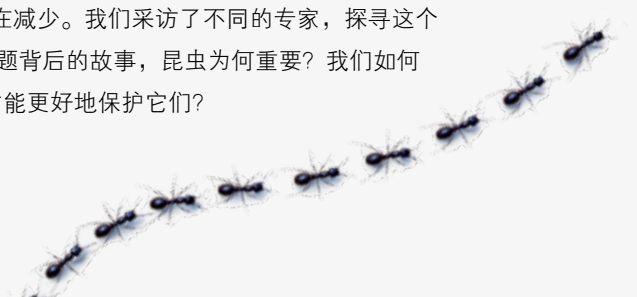 在减少。我们采访了不同的专家，探寻这个
题背后的故事，昆虫为何重要？我们如何
能更好地保护它们？